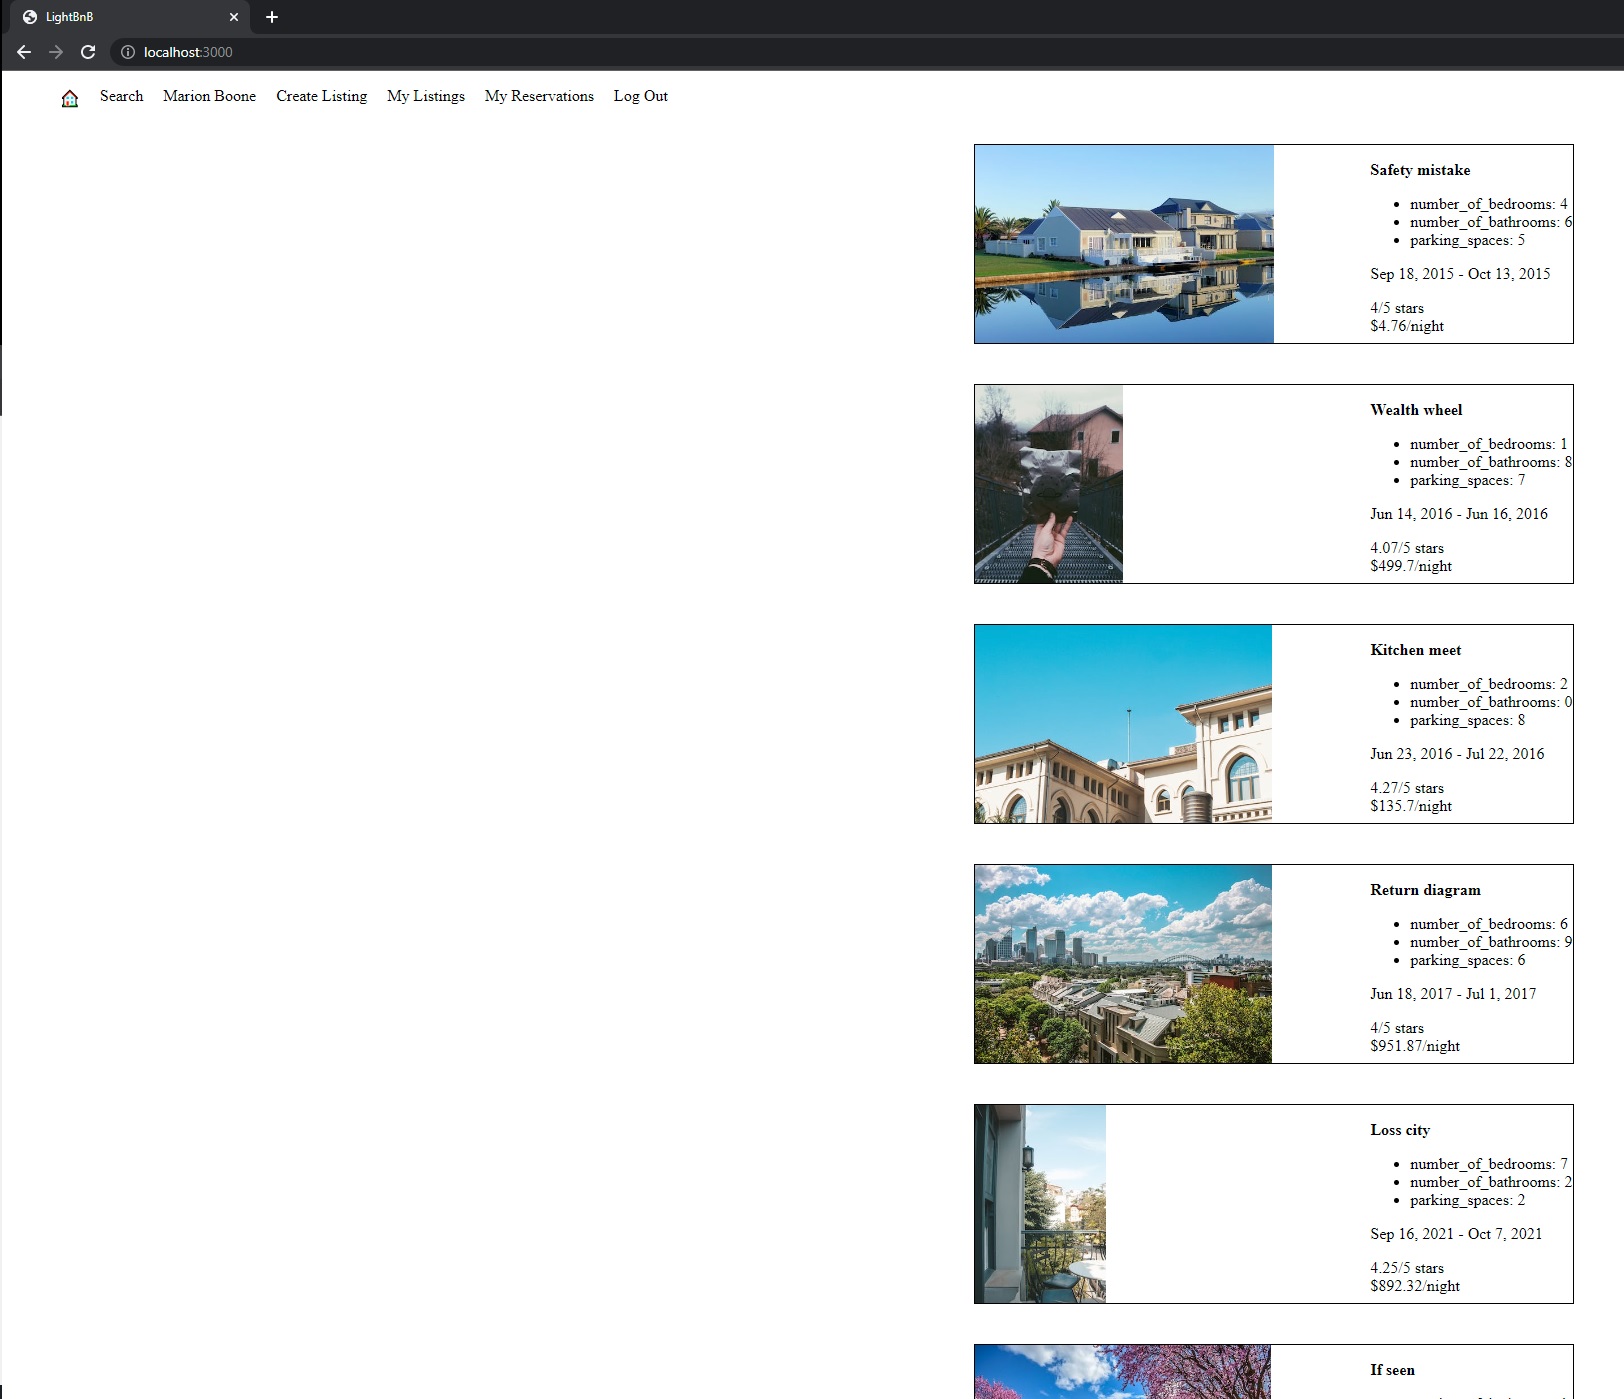 LightBnB
localhost:3000
Search Marion Boone Create Listing My Listings My Reservations Log Out
Safety mistake
number_of_bedrooms: 4
number_of_bathrooms: 6
parking_spaces: 5
Sep 18, 2015 - Oct 13, 2015
4/5 stars
$4.76/night
Wealth wheel
number_of_bedrooms: 1
number_of_bathrooms: 8
parking_spaces: 7
Jun 14, 2016 - Jun 16, 2016
4.07/5 stars
$499.7/night
Kitchen meet
number_of_bedrooms: 2
number_of_bathrooms: 0
parking_spaces: 8
Jun 23, 2016 - Jul 22, 2016
4.27/5 stars
$135.7/night
Return diagram
number_of_bedrooms: 6
number_of_bathrooms: 9
parking_spaces: 6
Jun 18, 2017 - Jul 1, 2017
4/5 stars
$951.87/night
Loss city
number_of_bedrooms: 7
number_of_bathrooms: 2
parking_spaces: 2
Sep 16, 2021 - Oct 7, 2021
4.25/5 stars
$892.32/night
If seen